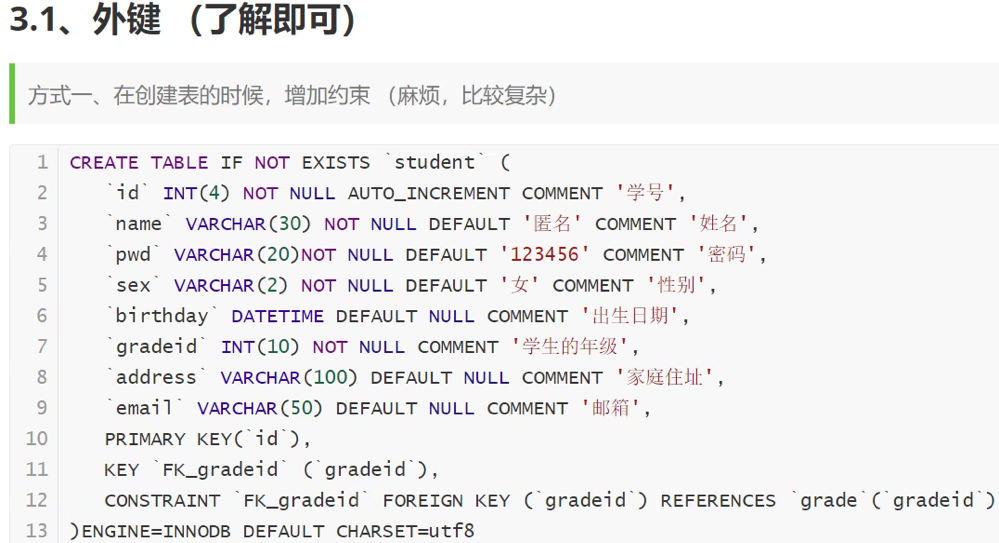 3.1、外键 （了解即可）
方式一、在创建表的时候，增加约束 （麻烦，比较复杂）
1 CREATE TABLE IF NOT EXISTS `student` (
2 `id` INT(4) NOT NULL AUTO_INCREMENT COMMENT '学号',
3 `name` VARCHAR(30) NOT NULL DEFAULT '匿名' COMMENT '姓名',
4 `pwd` VARCHAR(20)NOT NULL DEFAULT '123456' COMMENT '密码',
5 `sex` VARCHAR(2) NOT NULL DEFAULT '女' COMMENT '性别',
6 `birthday` DATETIME DEFAULT NULL COMMENT '出生日期',
7 `gradeid` INT(10) NOT NULL COMMENT '学生的年级',
8 `address` VARCHAR(100) DEFAULT NULL COMMENT '家庭住址',
9 `email` VARCHAR(50) DEFAULT NULL COMMENT '邮箱',
10 PRIMARY KEY(`id`),
11 KEY `FK_gradeid` (`gradeid`),
12 CONSTRAINT `FK_gradeid` FOREIGN KEY (`gradeid`) REFERENCES `grade`(`gradeid`)
13 )ENGINE=INNODB DEFAULT CHARSET=utf8